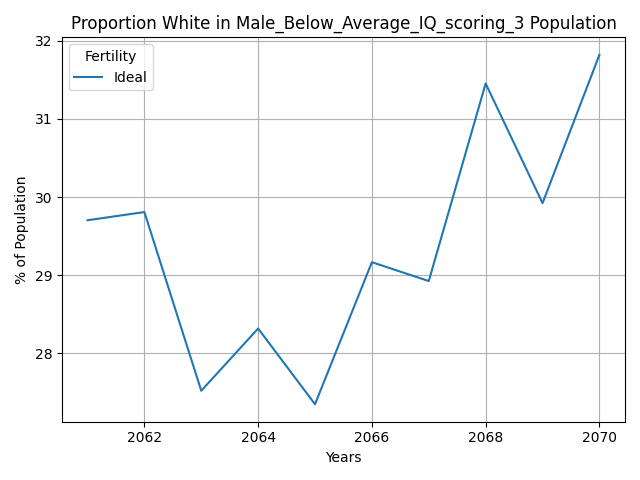 Proportion White in Male_Below_Average_IQ_scoring_3 Population
Fertility
Ideal
% of Population
32
31
30
29
28
2062
2064
2066
2068
2070
Years